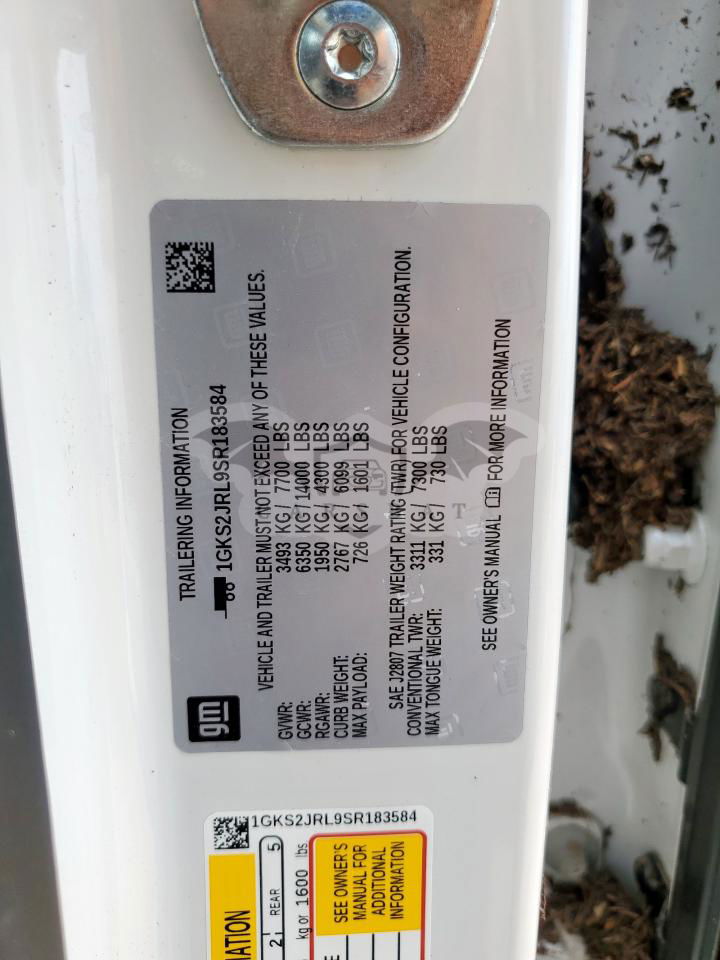 TRAILERING INFORMATION
1GKS2JRL9SR183584
VEHICLE AND TRAILER MUST NOT EXCEED ANY OF THESE VALUES.
GVWR: 3493 KG / 7700 LBS
GCWR: 6350 KG / 14000 LBS
RGAWR: 1950 KG / 4300 LBS
CURB WEIGHT: 2767 KG / 6099 LBS
MAX PAYLOAD: 726 KG / 1601 LBS
SAE J2807 TRAILER WEIGHT RATING (TWR) FOR VEHICLE CONFIGURATION.
CONVENTIONAL TWR: 3311 KG / 7300 LBS
MAX TONGUE WEIGHT: 331 KG / 730 LBS
SEE OWNER'S MANUAL FOR MORE INFORMATION
gm
1GKS2JRL9SR183584
2 REAR 5
kg or 1600 lbs
SEE OWNER'S
MANUAL FOR
ADDITIONAL
INFORMATION